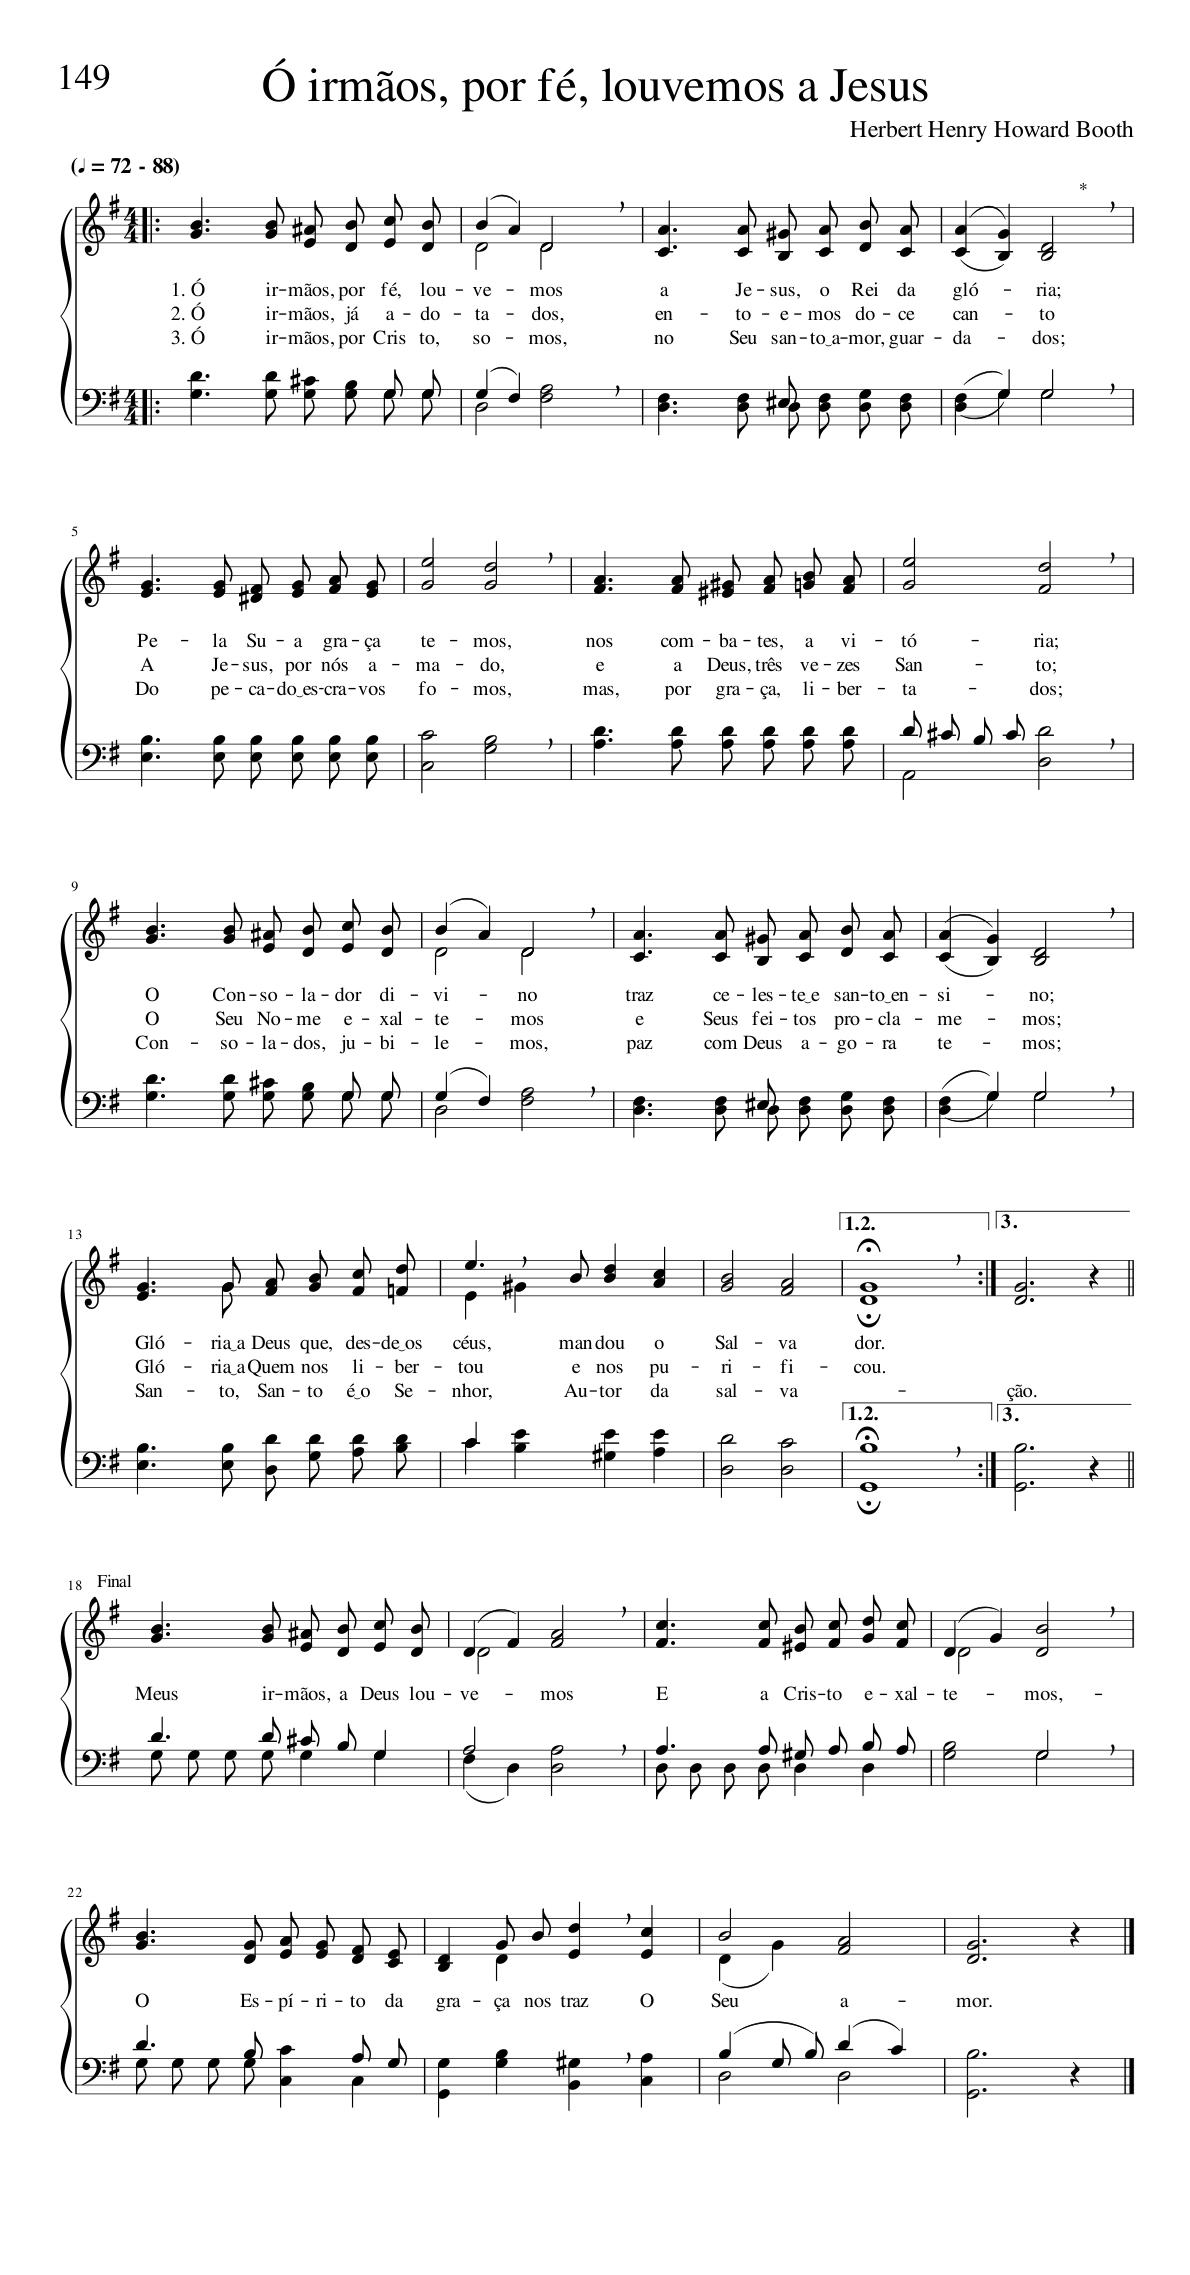 149
Ó irmãos, por fé, louvemos a Jesus
Herbert Henry Howard Booth
(♩ = 72 - 88)
*
4 4
1. Ó ir – mãos, por fé, lou – ve – mos a Je – sus, o Rei da gló – ria;
2. Ó ir – mãos, já a – do – ta – dos, en – to – e – mos do – ce can – to
3. Ó ir – mãos, por Cris to, so – mos, no Seu san – to‿a – mor, guar – da – dos;
4 4
5
Pe – la Su – a gra – ça te – mos, nos com – ba – tes, a vi – tó – ria;
A Je – sus, por nós a – ma – do, e a Deus, três ve – zes San – to;
Do pe – ca – do‿es – cra – vos fo – mos, mas, por gra – ça, li – ber – ta – dos;
9
O Con – so – la – dor di – vi – no traz ce – les – te‿e san – to‿en – si – no;
O Seu No – me e – xal – te – mos e Seus fei – tos pro – cla – me – mos;
Con – so – la – dos, ju – bi – le – mos, paz com Deus a – go – ra te – mos;
1.2. 3.
13
Gló – ria‿a Deus que, des – de‿os céus, man dou o Sal – va dor.
Gló – ria‿a Quem nos li – ber – tou e nos pu – ri – fi – cou.
San – to, San – to é‿o Se – nhor, Au – tor da sal – va – ção.
1.2. 3.
18 Final
Meus ir – mãos, a Deus lou – ve – mos E a Cris – to e – xal – te – mos, –
22
O Es – pí – ri – to da gra – ça nos traz O Seu a – mor.